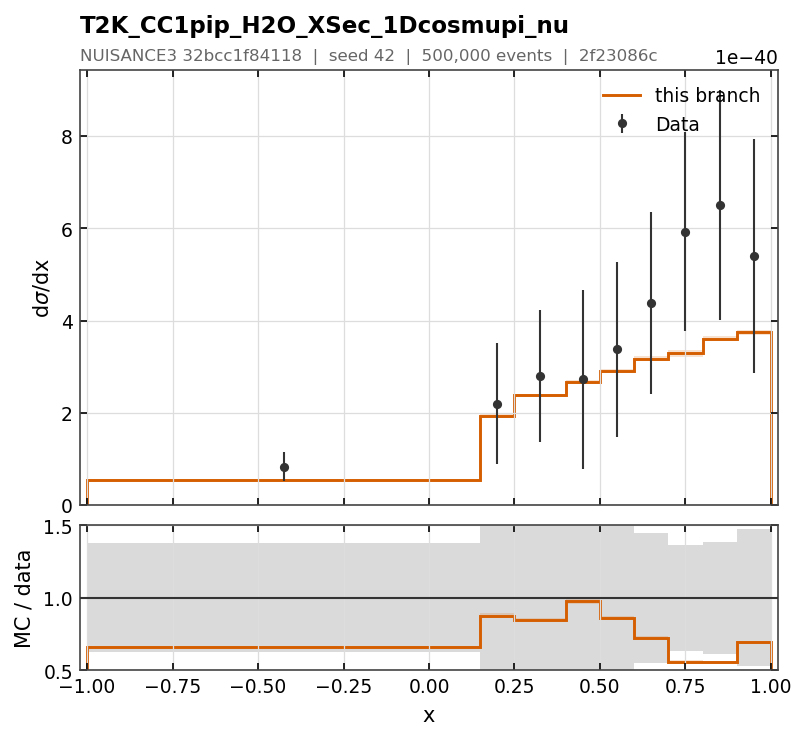 T2K_CC1pip_H2O_XSec_1Dcosmupi_nu
NUISANCE3 32bcc1f84118 | seed 42 | 500,000 events | 2f23086c
1e−40
this branch
Data
8
6
4
2
0
dσ/dx
1.5
1.0
0.5
MC / data
−1.00 −0.75 −0.50 −0.25 0.00 0.25 0.50 0.75 1.00
x